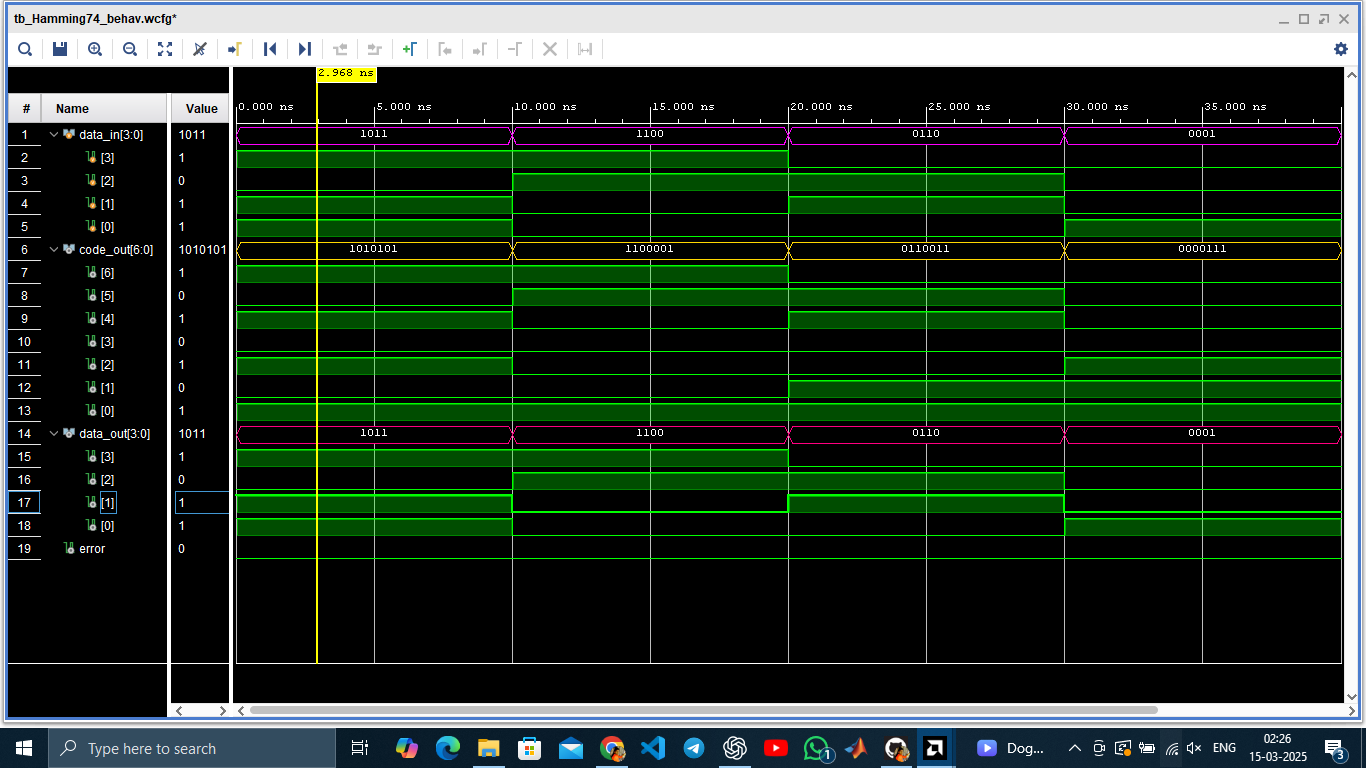 tb_Hamming74_behav.wcfg*
2.968 ns
# Name Value
0.000 ns 5.000 ns 10.000 ns 15.000 ns 20.000 ns 25.000 ns 30.000 ns 35.000 ns
1 data_in[3:0] 1011 1011 1100 0110 0001
2 [3] 1
3 [2] 0
4 [1] 1
5 [0] 1
6 code_out[6:0] 1010101 1010101 1100001 0110011 0000111
7 [6] 1
8 [5] 0
9 [4] 1
10 [3] 0
11 [2] 1
12 [1] 0
13 [0] 1
14 data_out[3:0] 1011 1011 1100 0110 0001
15 [3] 1
16 [2] 0
17 [1] 1
18 [0] 1
19 error 0
Type here to search 1 Dog... ENG 02:26 3
15-03-2025